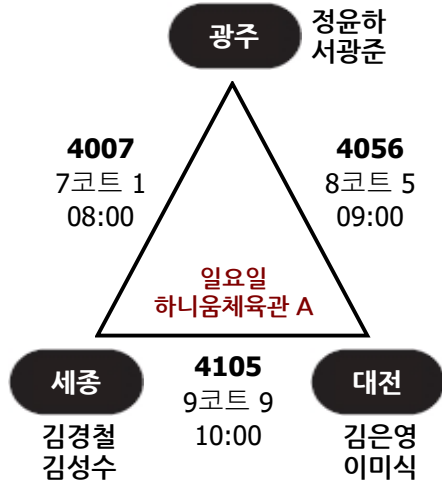 광주
정윤하
서광준
4007
7코트 1
08:00
4056
8코트 5
09:00
일요일
하니움체육관 A
세종
김경철
김성수
4105
9코트 9
10:00
대전
김은영
이미식